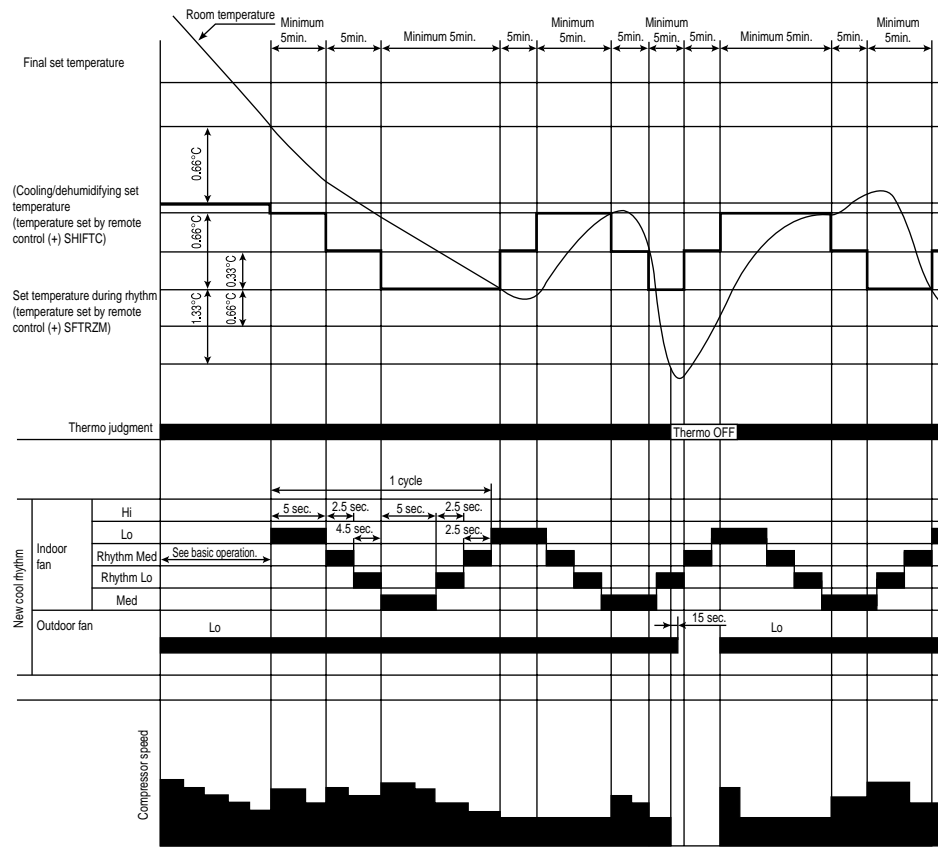 Room temperature
Minimum
5min.
5min.
Minimum 5min.
5min.
Minimum
5min.
5min.
Minimum
5min.
5min.
Minimum 5min.
5min.
Minimum
5min.
Final set temperature
0.66°C
(Cooling/dehumidifying set
temperature
(temperature set by remote
control (+) SHIFTC)
0.66°C
0.33°C
Set temperature during rhythm
(temperature set by remote
control (+) SFTRZM)
1.33°C
0.66°C
Thermo judgment
Thermo OFF
1 cycle
5 sec.
2.5 sec.
5 sec.
2.5 sec.
4.5 sec.
2.5 sec.
New cool rhythm
Indoor
fan
Hi
Lo
Rhythm Med
See basic operation.
Rhythm Lo
Med
Outdoor fan
Lo
15 sec.
Lo
Compressor speed